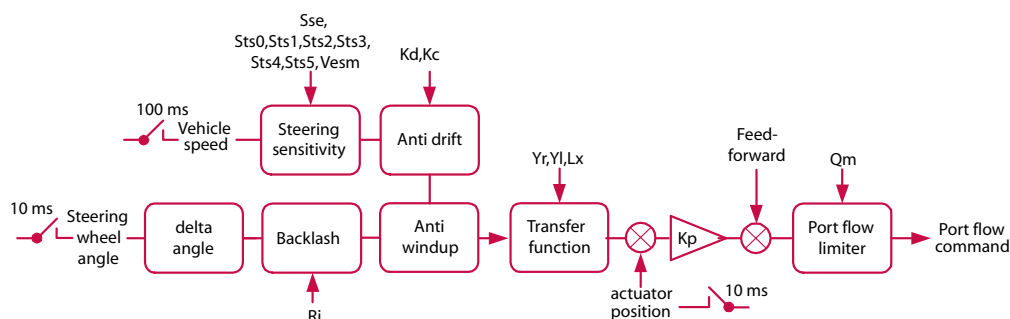 Sse,
Sts0,Sts1,Sts2,Sts3,
Sts4,Sts5,Vesm
Kd,Kc
100 ms
Vehicle
speed
Steering
sensitivity
Anti drift
Feed-
forward
Yr,Yl,Lx
Qm
10 ms
Steering
wheel
angle
delta
angle
Backlash
Anti
windup
Transfer
function
Kp
Port flow
limiter
Port flow
command
actuator
position
10 ms
Ri